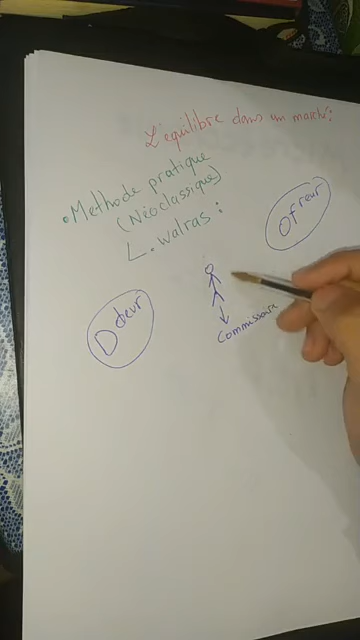 L'équilibre dans un marché:
• Methode pratique
(Néoclassique)
L. walras :
Offreur
Ddeur
Commissaire